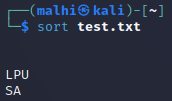 ┌──(malhi㉿kali)-[~]
└─$ sort test.txt
LPU
SA